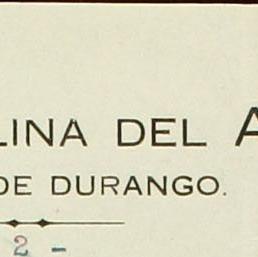 LINA DEL A
DE DURANGO.
2 -